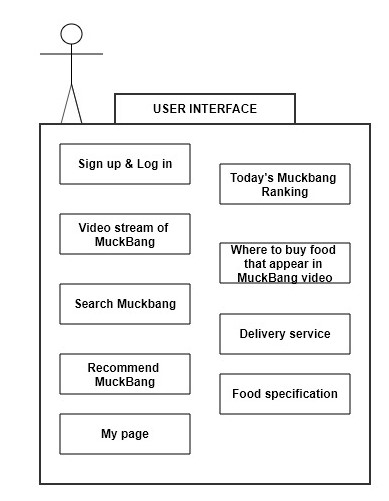 USER INTERFACE
Sign up & Log in
Video stream of
MuckBang
Search Muckbang
Recommend
MuckBang
My page
Today's Muckbang
Ranking
Where to buy food
that appear in
MuckBang video
Delivery service
Food specification